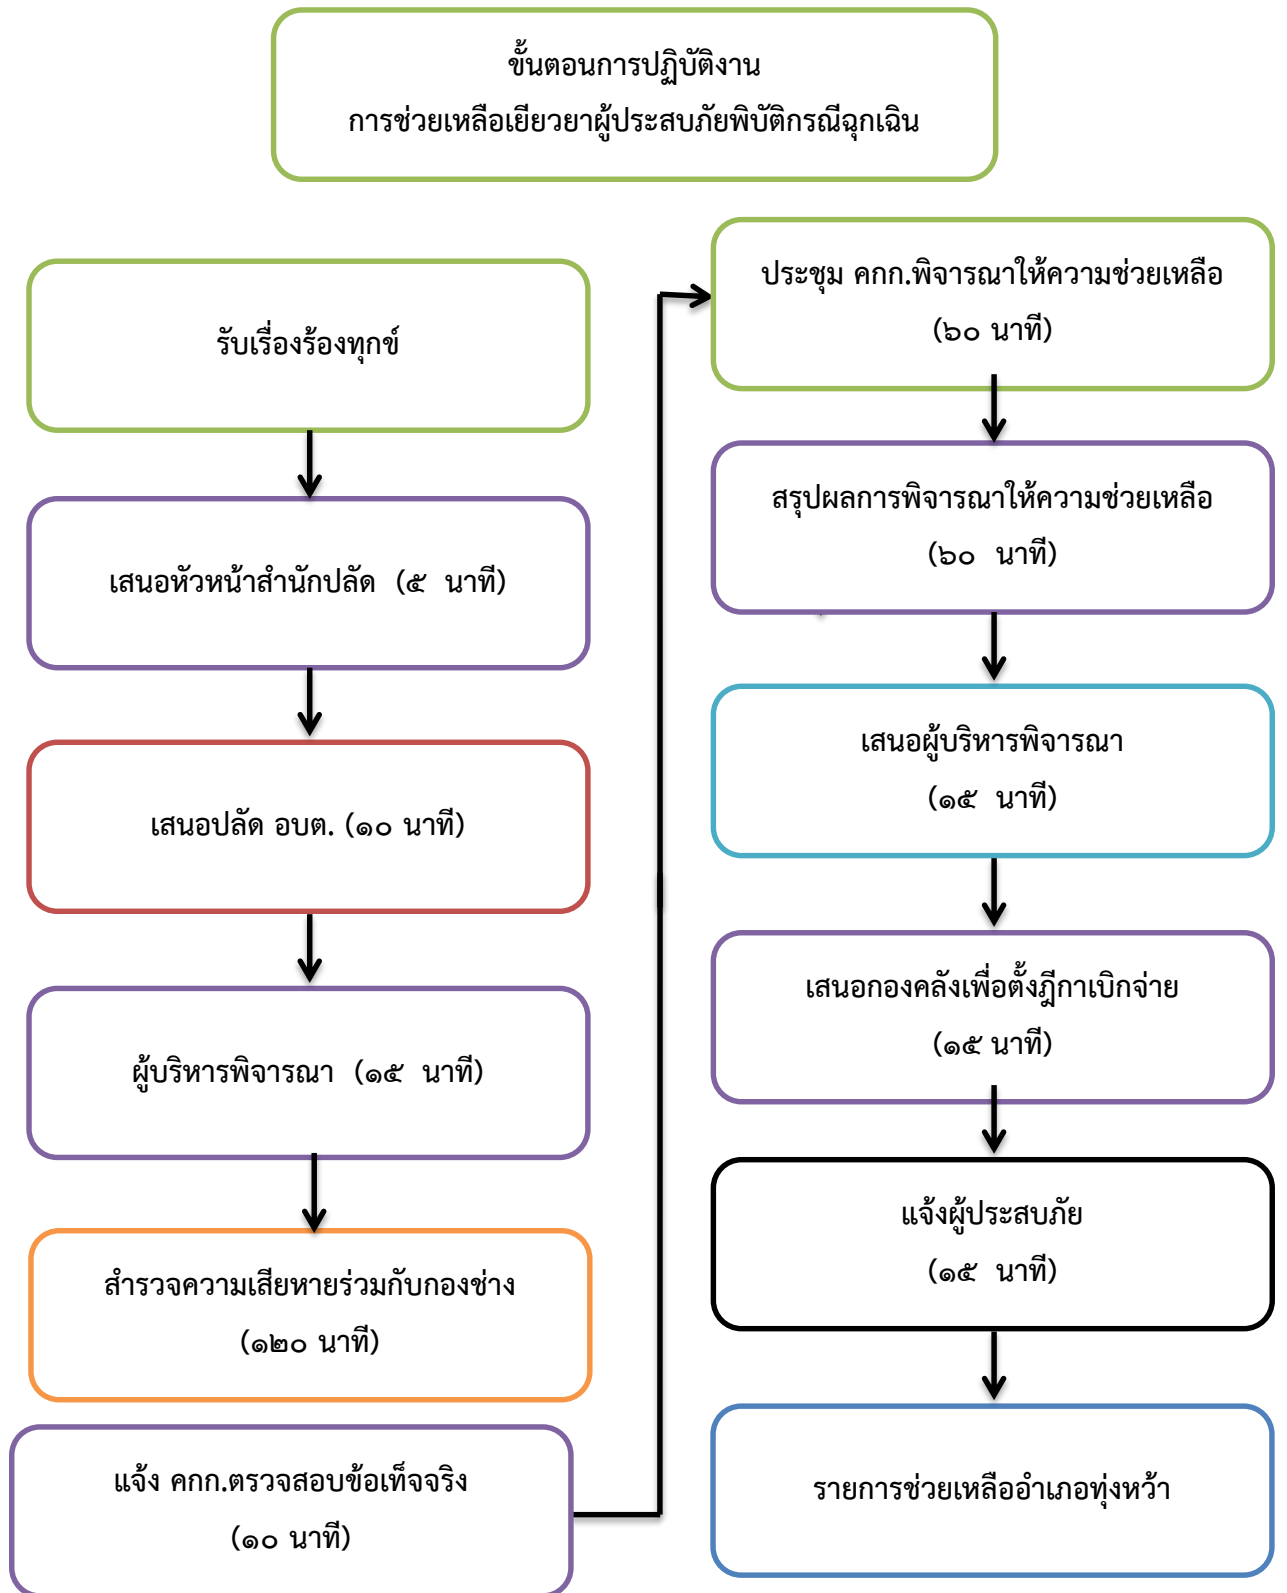 ขั้นตอนการปฏิบัติงาน
การช่วยเหลือเยียวยาผู้ประสบภัยพิบัติกรณีฉุกเฉิน
รับเรื่องร้องทุกข์
เสนอหัวหน้าสำนักปลัด (๕ นาที)
เสนอปลัด อบต. (๑๐ นาที)
ผู้บริหารพิจารณา (๑๕ นาที)
สำรวจความเสียหายร่วมกับกองช่าง
(๑๒๐ นาที)
แจ้ง คกก.ตรวจสอบข้อเท็จจริง
(๑๐ นาที)
ประชุม คกก.พิจารณาให้ความช่วยเหลือ
(๖๐ นาที)
สรุปผลการพิจารณาให้ความช่วยเหลือ
(๖๐ นาที)
เสนอผู้บริหารพิจารณา
(๑๕ นาที)
เสนอกองคลังเพื่อตั้งฎีกาเบิกจ่าย
(๑๕ นาที)
แจ้งผู้ประสบภัย
(๑๕ นาที)
รายการช่วยเหลืออำเภอทุ่งหว้า